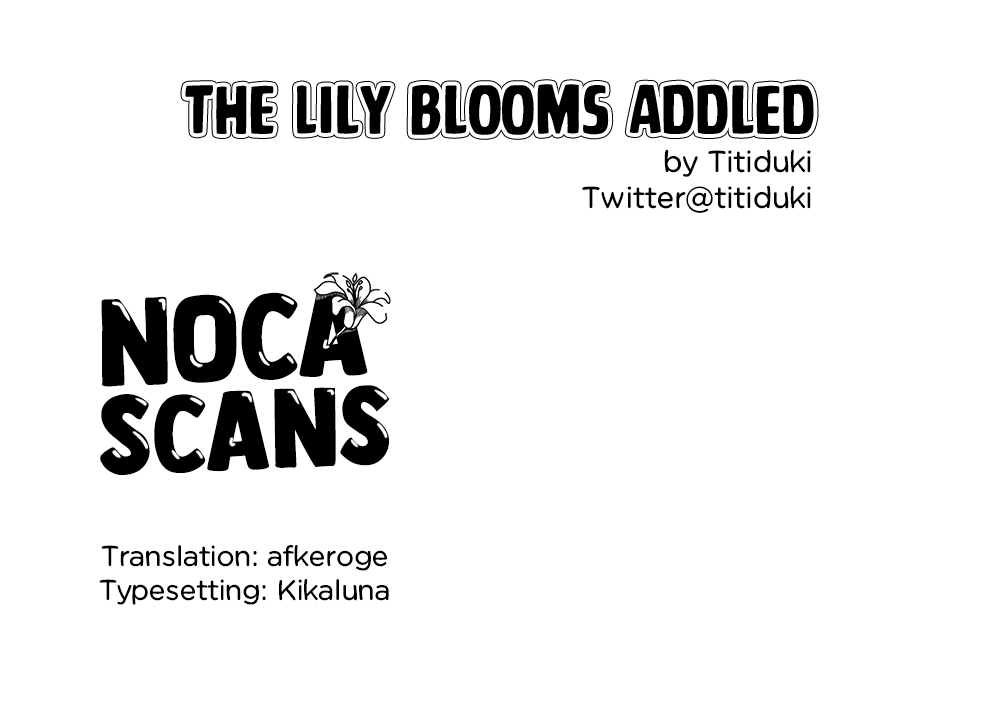 THE LILY BLOOMS ADDLED
by Titiduki
Twitter@titiduki
NOCA
SCANS
Translation: afkeroge
Typesetting: Kikaluna